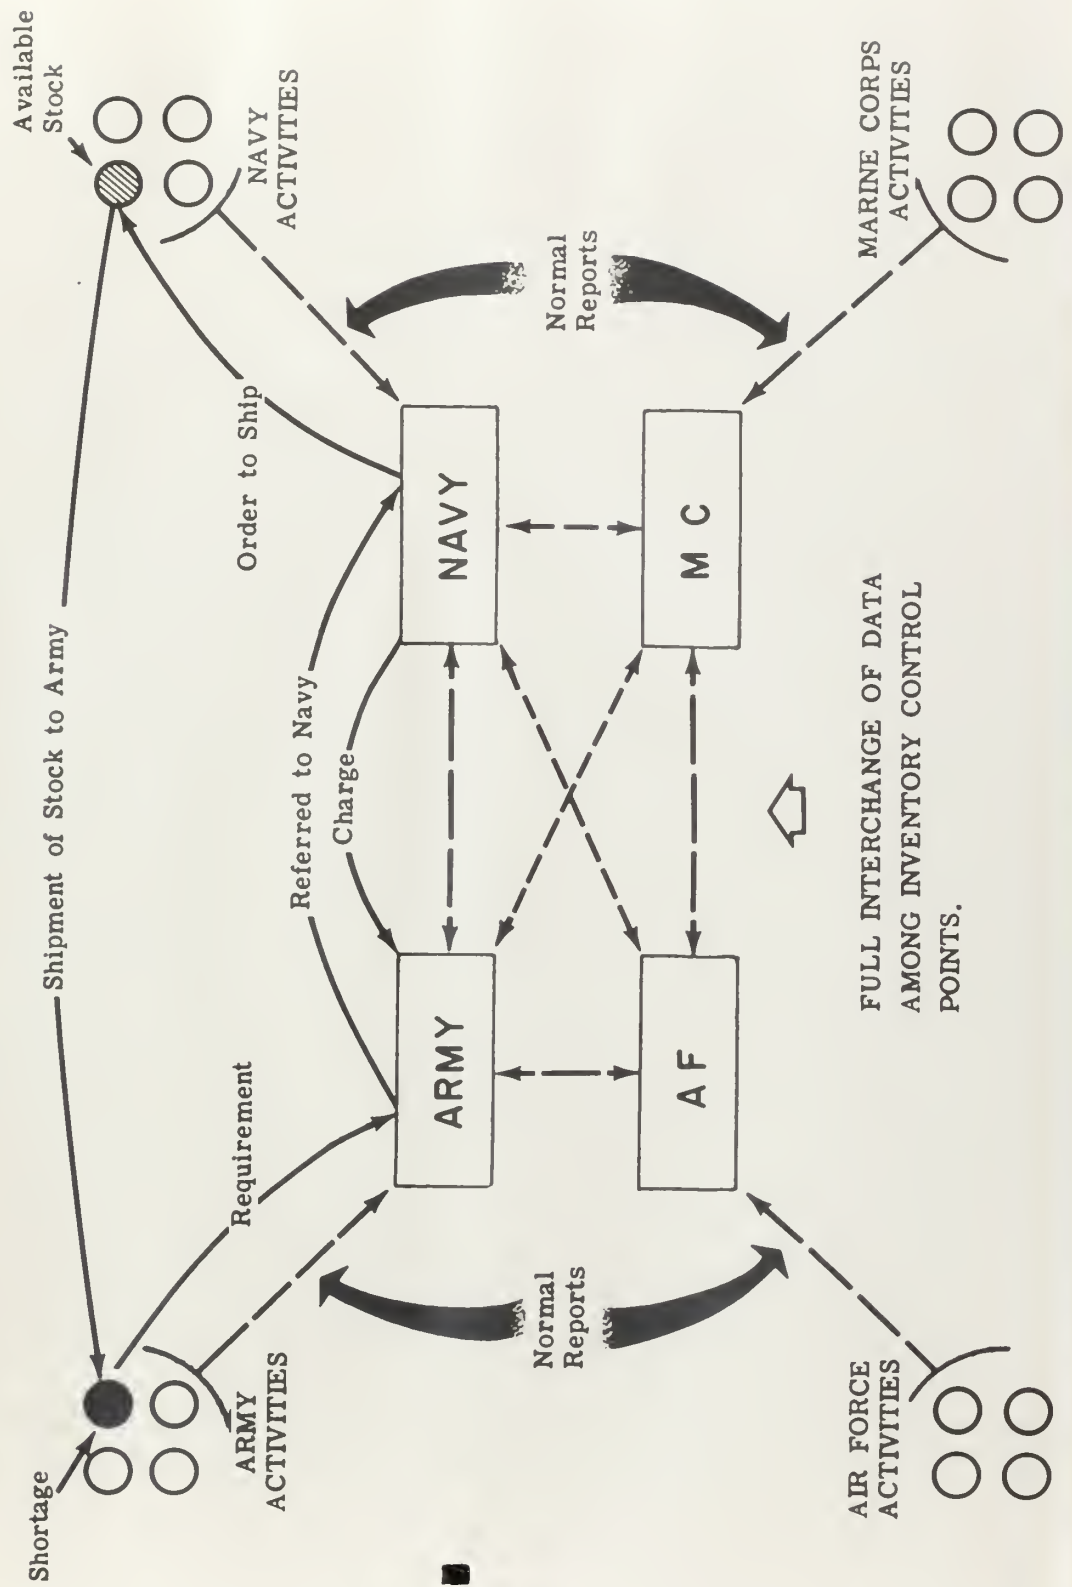 Shortage
Shipment of Stock to Army
Available
Stock
ARMY
ACTIVITIES
Requirement
Referred to Navy
Charge
Order to Ship
NAVY
ACTIVITIES
ARMY
NAVY
Normal
Reports
Normal
Reports
A F
M C
AIR FORCE
ACTIVITIES
MARINE CORPS
ACTIVITIES
FULL INTERCHANGE OF DATA
AMONG INVENTORY CONTROL
POINTS.